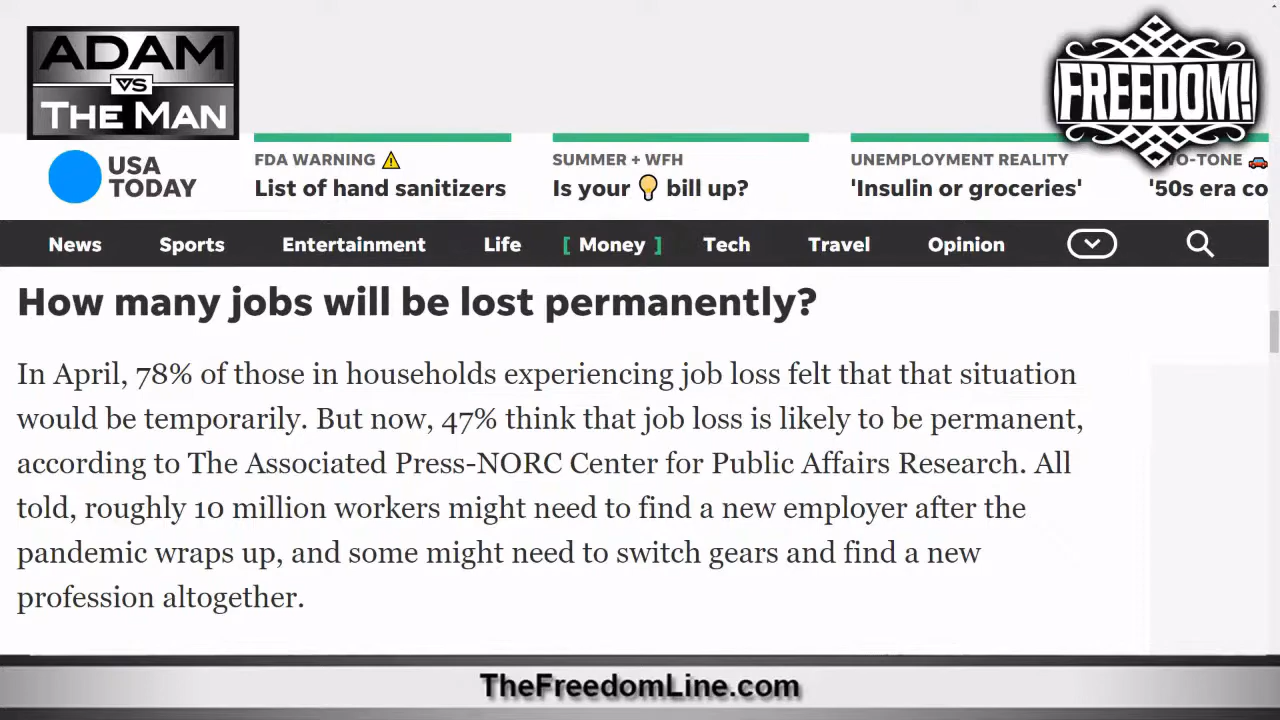 ADAM
VS
THE MAN
FREEDOM!
USA
TODAY
FDA WARNING ⚠️
List of hand sanitizers
SUMMER + WFH
Is your 💡 bill up?
UNEMPLOYMENT REALITY
'Insulin or groceries'
WO-TONE 🚗
'50s era co
News Sports Entertainment Life [ Money ] Tech Travel Opinion
How many jobs will be lost permanently?
In April, 78% of those in households experiencing job loss felt that that situation
would be temporarily. But now, 47% think that job loss is likely to be permanent,
according to The Associated Press-NORC Center for Public Affairs Research. All
told, roughly 10 million workers might need to find a new employer after the
pandemic wraps up, and some might need to switch gears and find a new
profession altogether.
TheFreedomLine.com